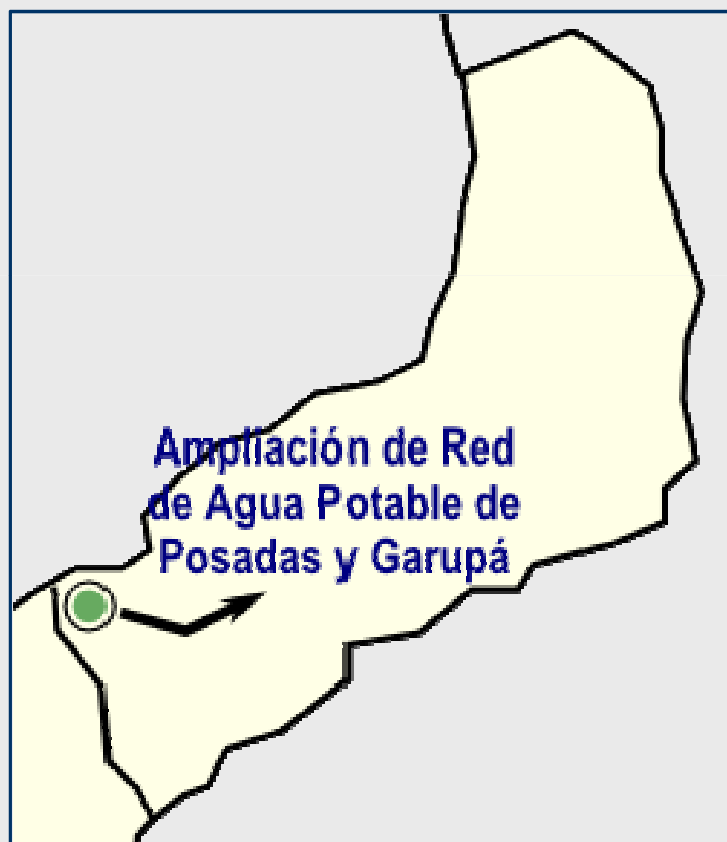 Ampliación de Red
de Agua Potable de
Posadas y Garupá